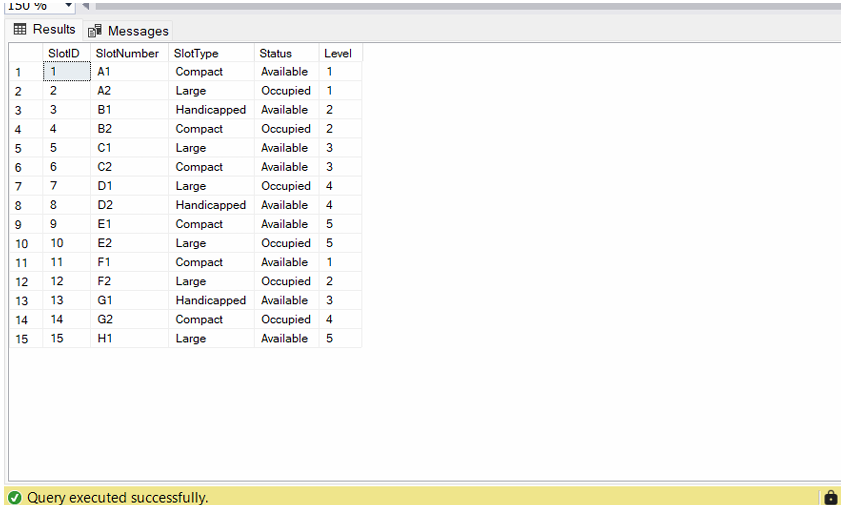 150 %
Results Messages
SlotID SlotNumber SlotType Status Level
1 1 A1 Compact Available 1
2 2 A2 Large Occupied 1
3 3 B1 Handicapped Available 2
4 4 B2 Compact Occupied 2
5 5 C1 Large Available 3
6 6 C2 Compact Available 3
7 7 D1 Large Occupied 4
8 8 D2 Handicapped Available 4
9 9 E1 Compact Available 5
10 10 E2 Large Occupied 5
11 11 F1 Compact Available 1
12 12 F2 Large Occupied 2
13 13 G1 Handicapped Available 3
14 14 G2 Compact Occupied 4
15 15 H1 Large Available 5
Query executed successfully.